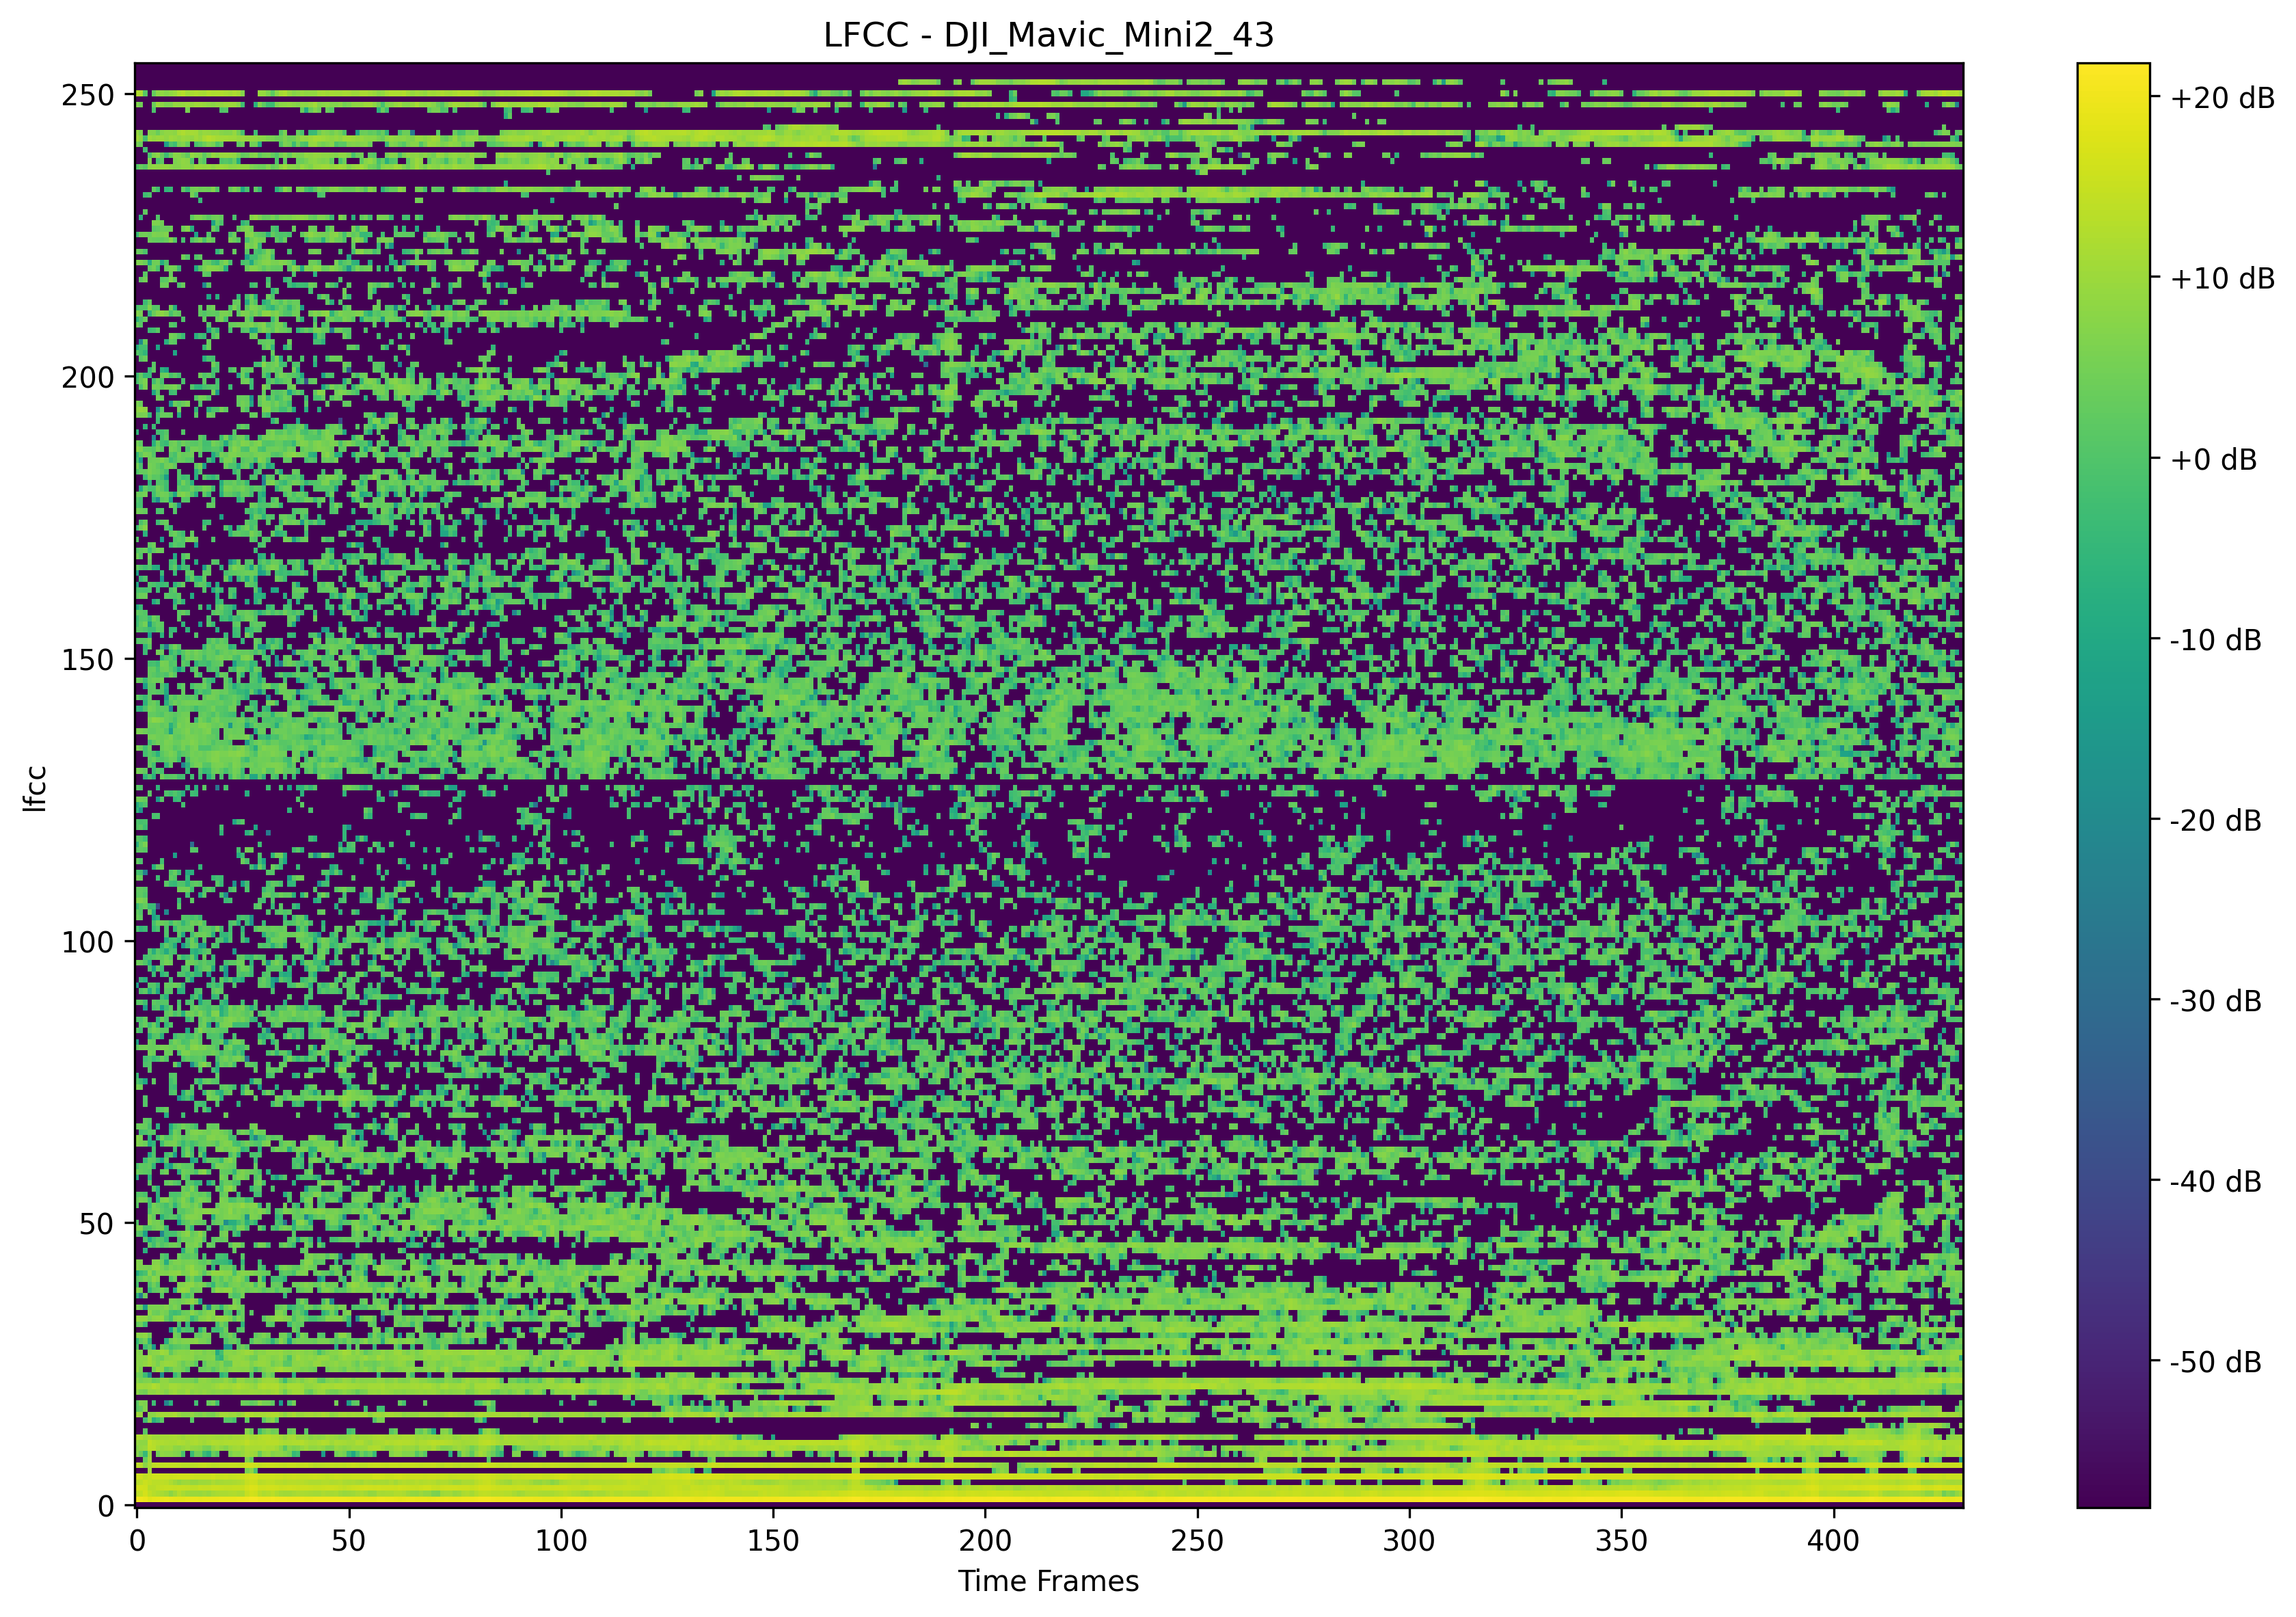 LFCC - DJI_Mavic_Mini2_43
250
200
150
100
50
0
lfcc
0 50 100 150 200 250 300 350 400
Time Frames
+20 dB
+10 dB
+0 dB
-10 dB
-20 dB
-30 dB
-40 dB
-50 dB